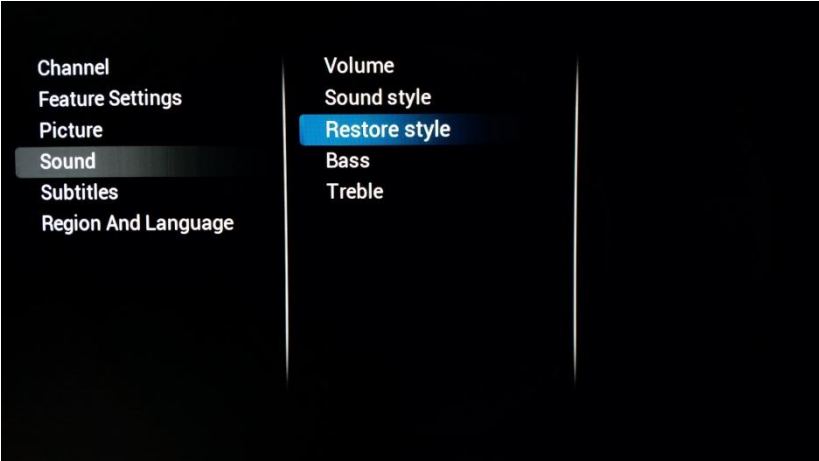 Channel
Feature Settings
Picture
Sound
Subtitles
Region And Language
Volume
Sound style
Restore style
Bass
Treble